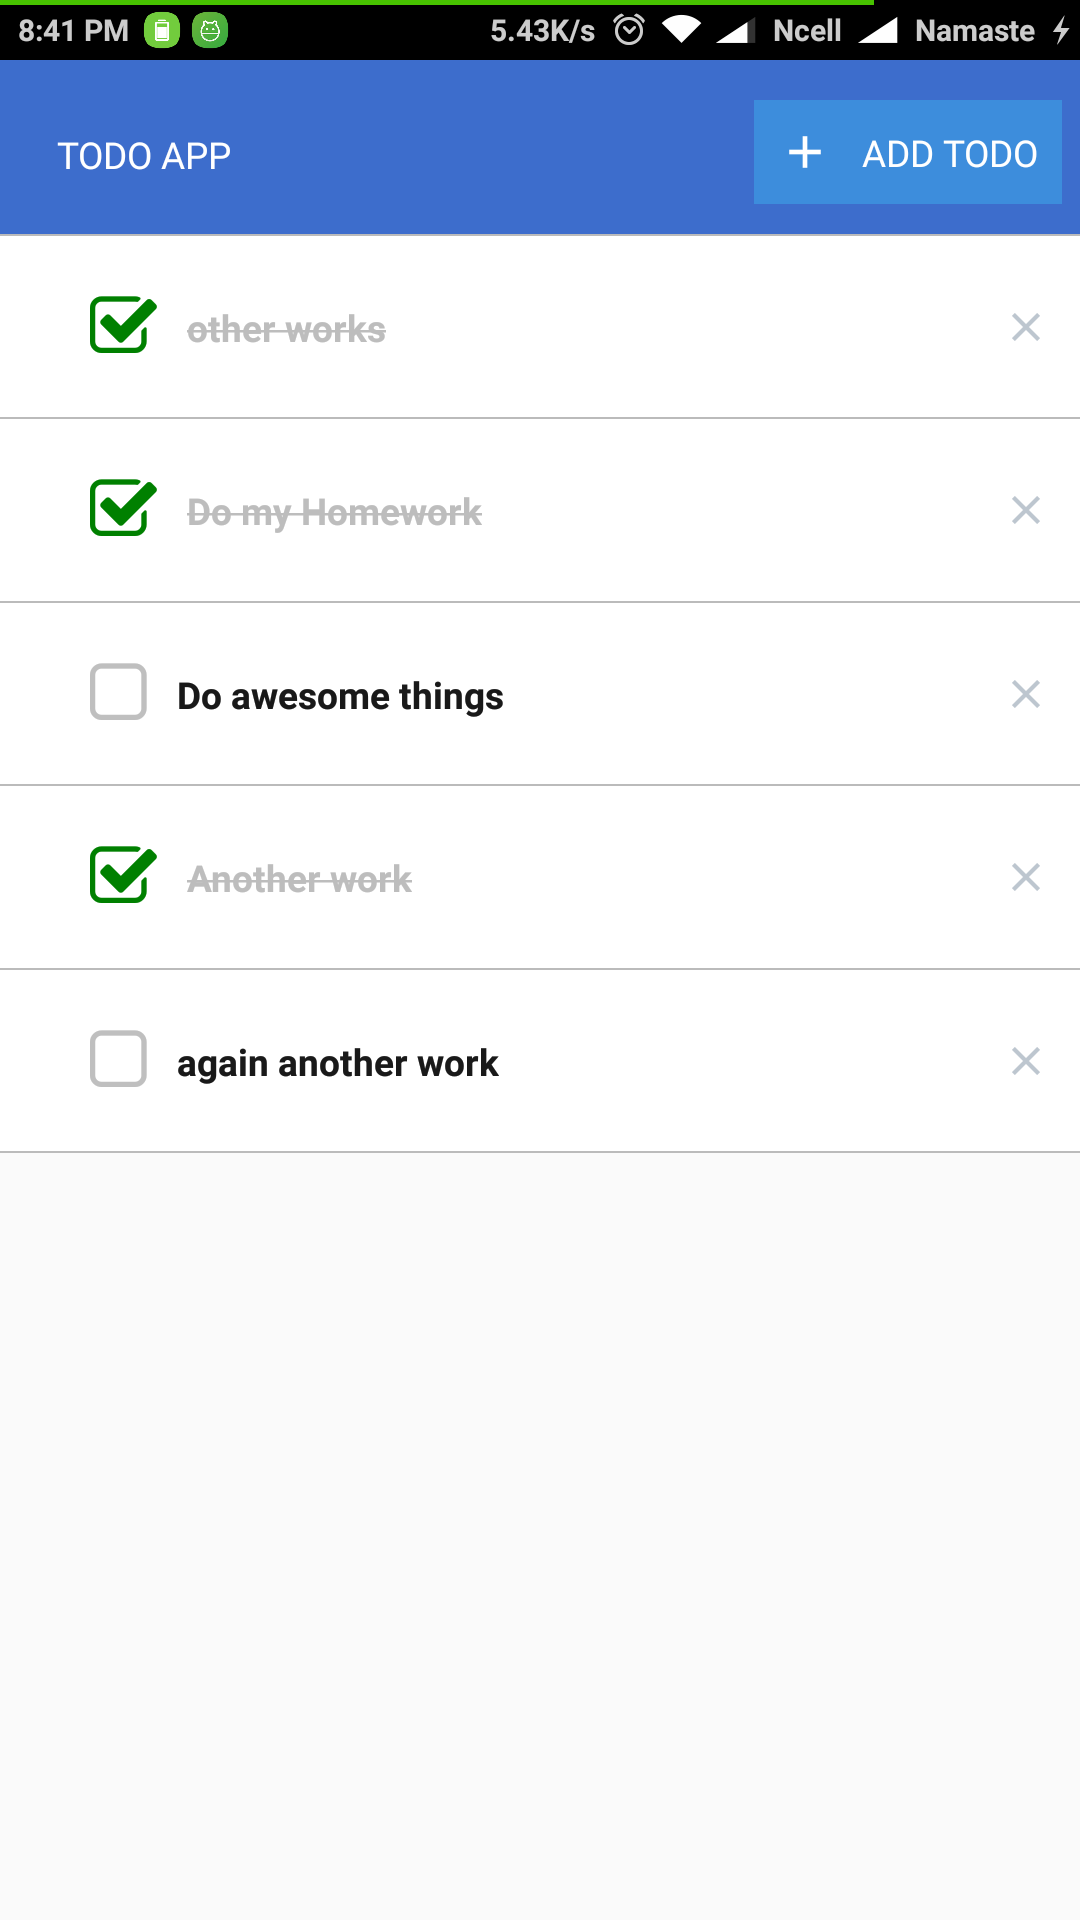 8:41 PM 5.43K/s Ncell Namaste
TODO APP + ADD TODO
other works
Do my Homework
Do awesome things
Another work
again another work